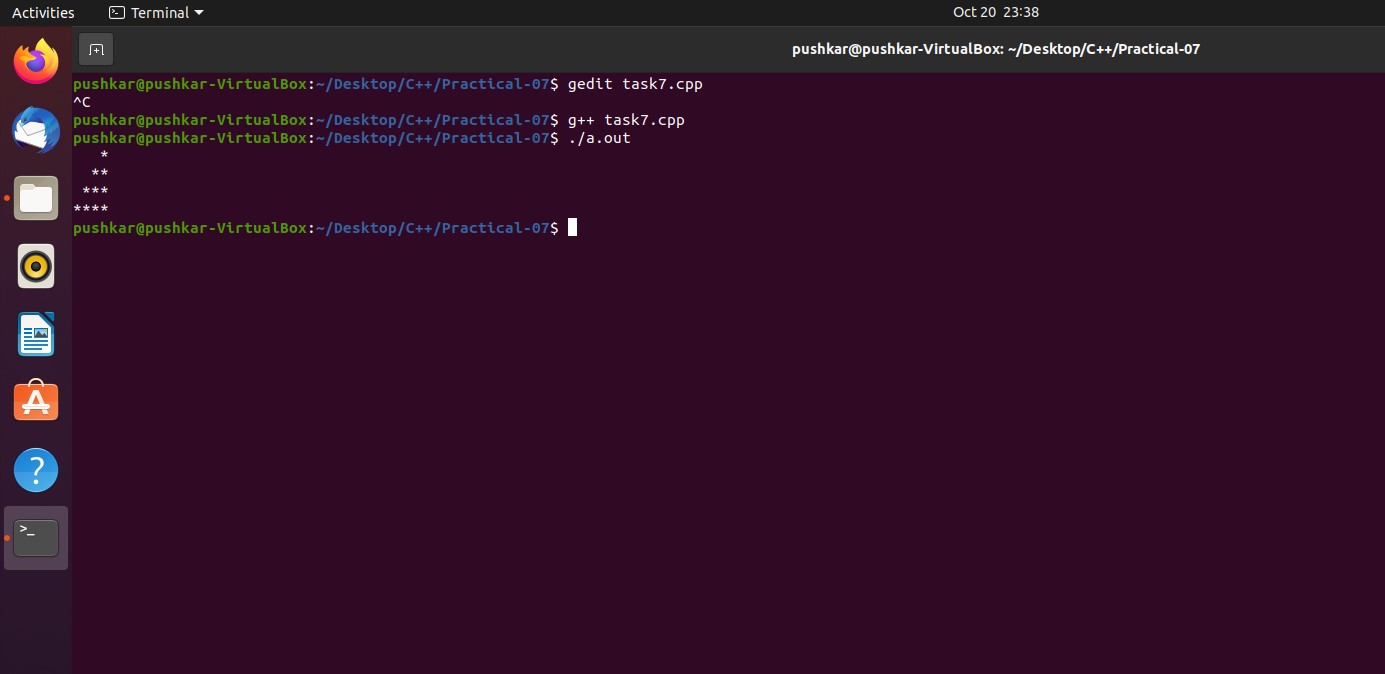 Activities Terminal Oct 20 23:38
pushkar@pushkar-VirtualBox: ~/Desktop/C++/Practical-07
pushkar@pushkar-VirtualBox:~/Desktop/C++/Practical-07$ gedit task7.cpp
^C
pushkar@pushkar-VirtualBox:~/Desktop/C++/Practical-07$ g++ task7.cpp
pushkar@pushkar-VirtualBox:~/Desktop/C++/Practical-07$ ./a.out
   *
  **
 ***
****
pushkar@pushkar-VirtualBox:~/Desktop/C++/Practical-07$